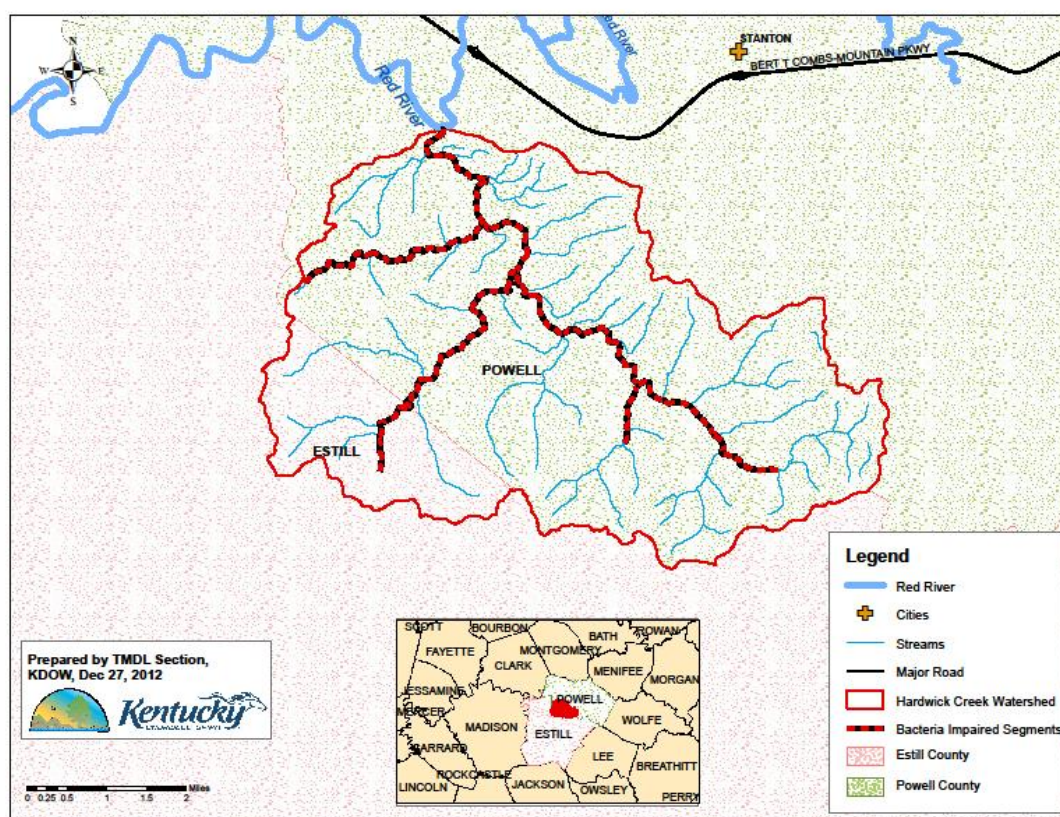 N
W E
S
Red River
Red River
STANTON
BERT T COMBS-MOUNTAIN PKWY
POWELL
ESTILL
Legend
Red River
Cities
Streams
Major Road
Hardwick Creek Watershed
Bacteria Impaired Segments
Estill County
Powell County
Prepared by TMDL Section,
KDOW, Dec 27, 2012
Kentucky
UNBRIDLED SPIRIT
0 0.25 0.5 1 1.5 2 Miles
SCOTT
BOURBON
BATH
ROWAN
FAYETTE
MONTGOMERY
CLARK
MENIFEE
JESSAMINE
MORGAN
POWELL
MERCER
MADISON
WOLFE
ESTILL
GARRARD
LEE
BREATHITT
ROCKCASTLE
LINCOLN
JACKSON
OWSLEY
PERRY